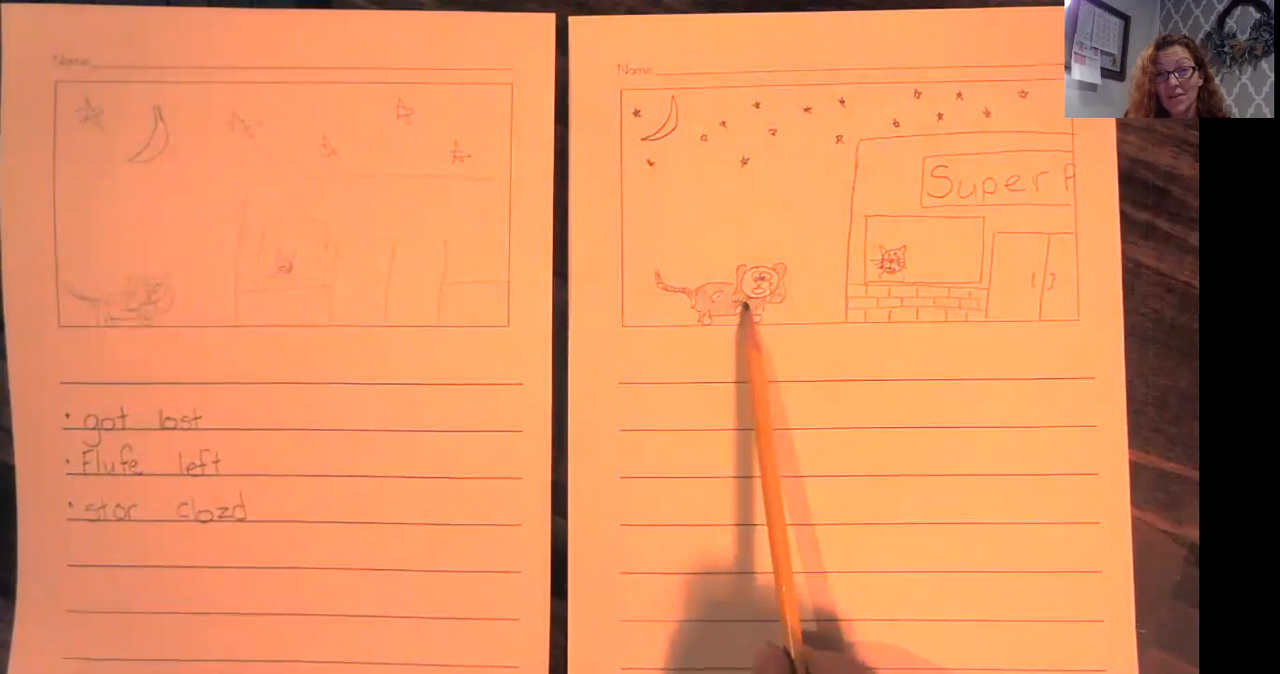 Name
• got lost
• Flufe left
• stor clozd
Name
Super P